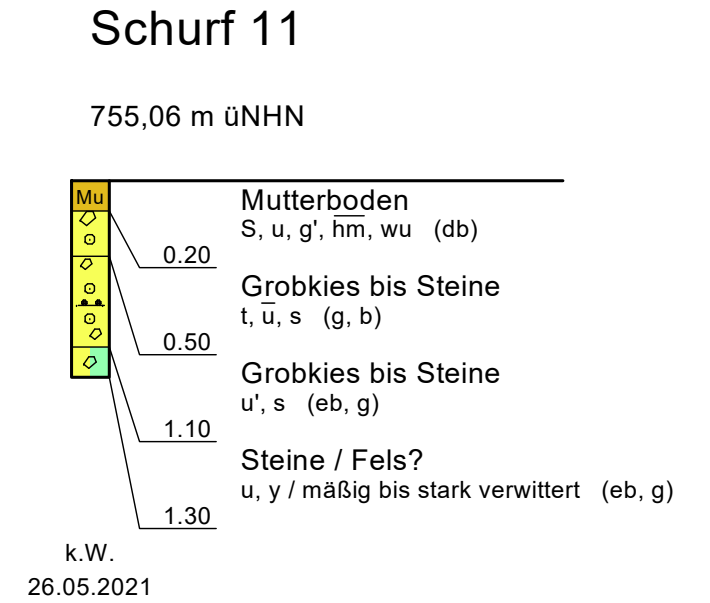 Schurf 11
755,06 m üNHN
Mu
Mutterboden
S, u, g', h̅m̅, wu (db)
0.20
Grobkies bis Steine
t, u̅, s (g, b)
0.50
Grobkies bis Steine
u', s (eb, g)
1.10
Steine / Fels?
u, y / mäßig bis stark verwittert (eb, g)
1.30
k.W.
26.05.2021